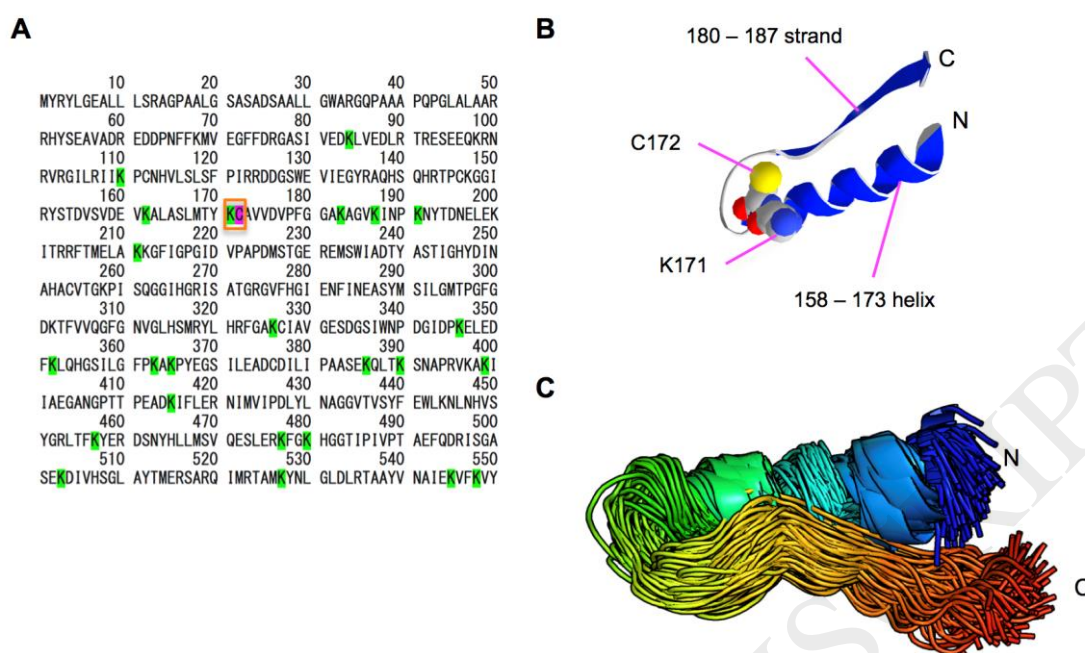 A
10 20 30 40 50
MYRYLGEALL LSRAGPAALG SASADSAALL GWARGQPAAA PQPGLALAAR
60 70 80 90 100
RHYSEAVADR EDDPNFFKMV EGFFDRGASI VEDKLVEDLR TRESEEQKRN
110 120 130 140 150
RVRGILRIIK PCNHVLSLSF PIRRDDGSWE VIEGYRAQHS QHRTPCKGGI
160 170 180 190 200
RYSTDVSVDE VKALASLMTY KCAVVDVPFG GAKAGVKINP KNYTDNELEK
210 220 230 240 250
ITRRFTMELA KKGFIGPGID VPAPDMSTGE REMSWIADTY ASTIGHYDIN
260 270 280 290 300
AHACVTGKPI SQGGIHGRIS ATGRGVFHGI ENFINEASYM SILGMTPGFG
310 320 330 340 350
DKTFVVQGFG NVGLHSMRYL HRFGAKCIAV GESDGSIWNP DGIDPKELED
360 370 380 390 400
FKLQHGSILG FPKAKPYEGS ILEADCDILI PAASEKQLTK SNAPRVKAKI
410 420 430 440 450
IAEGANGPTT PEADKIFLER NIMVIPDLYL NAGGVTVSYF EWLKNLNHVS
460 470 480 490 500
YGRLTFKYER DSNYHLLMSV QESLERKFGK HGGTIPIVPT AEFQDRISGA
510 520 530 540 550
SEKDIVHSGL AYTMERSARQ IMRTAMKYNL GLDLRTAAYV NAIEKVFKVY
B
180 – 187 strand
C
N
C172
K171
158 – 173 helix
C
N
C